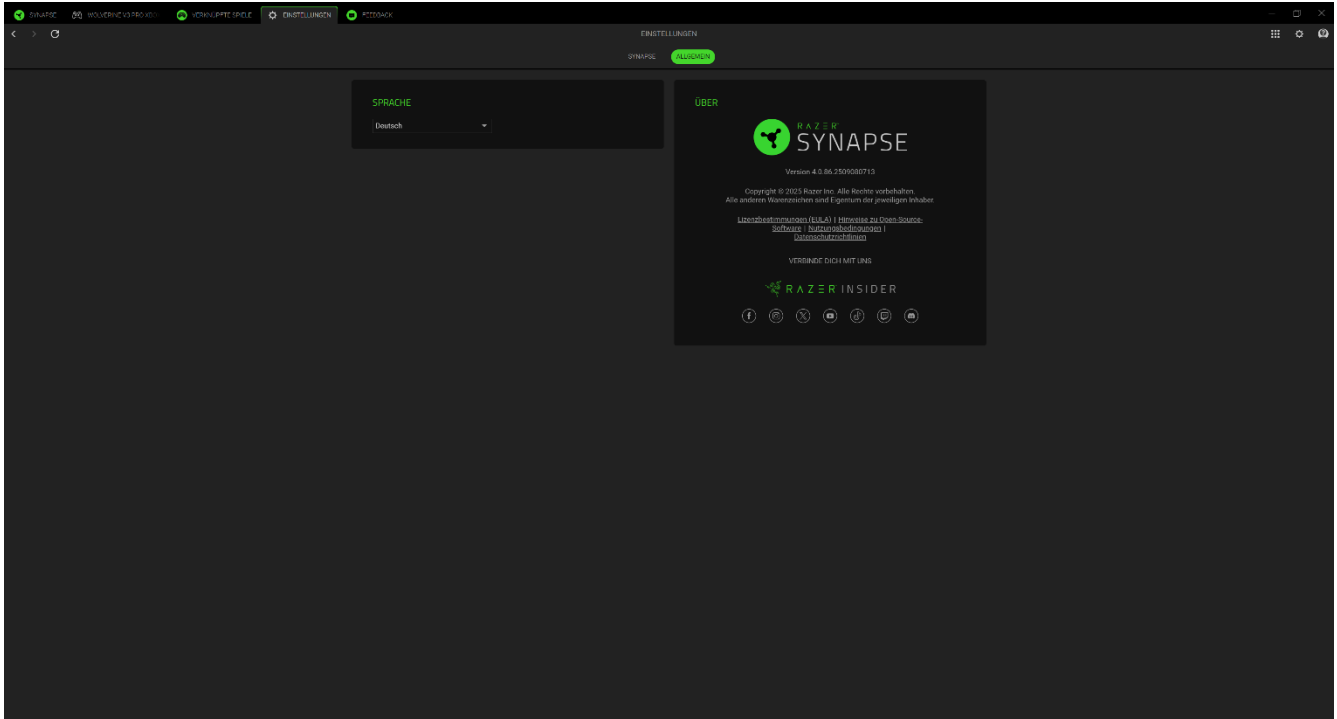 SYNAPSE
WOLVERINE V3 PRO
VERKNÜPFTE SPIELE
EINSTELLUNGEN
FEEDBACK
EINSTELLUNGEN
SYNAPSE
ALLGEMEIN
SPRACHE
Deutsch
ÜBER
RAZER
SYNAPSE
Version 4.0.86.2509080713
Copyright © 2025 Razer Inc. Alle Rechte vorbehalten.
Alle anderen Warenzeichen sind Eigentum der jeweiligen Inhaber.
Lizenzbestimmungen (EULA) | Hinweise zu Open-Source-
Software | Nutzungsbedingungen |
Datenschutzrichtlinien
VERBINDE DICH MIT UNS
RAZER INSIDER